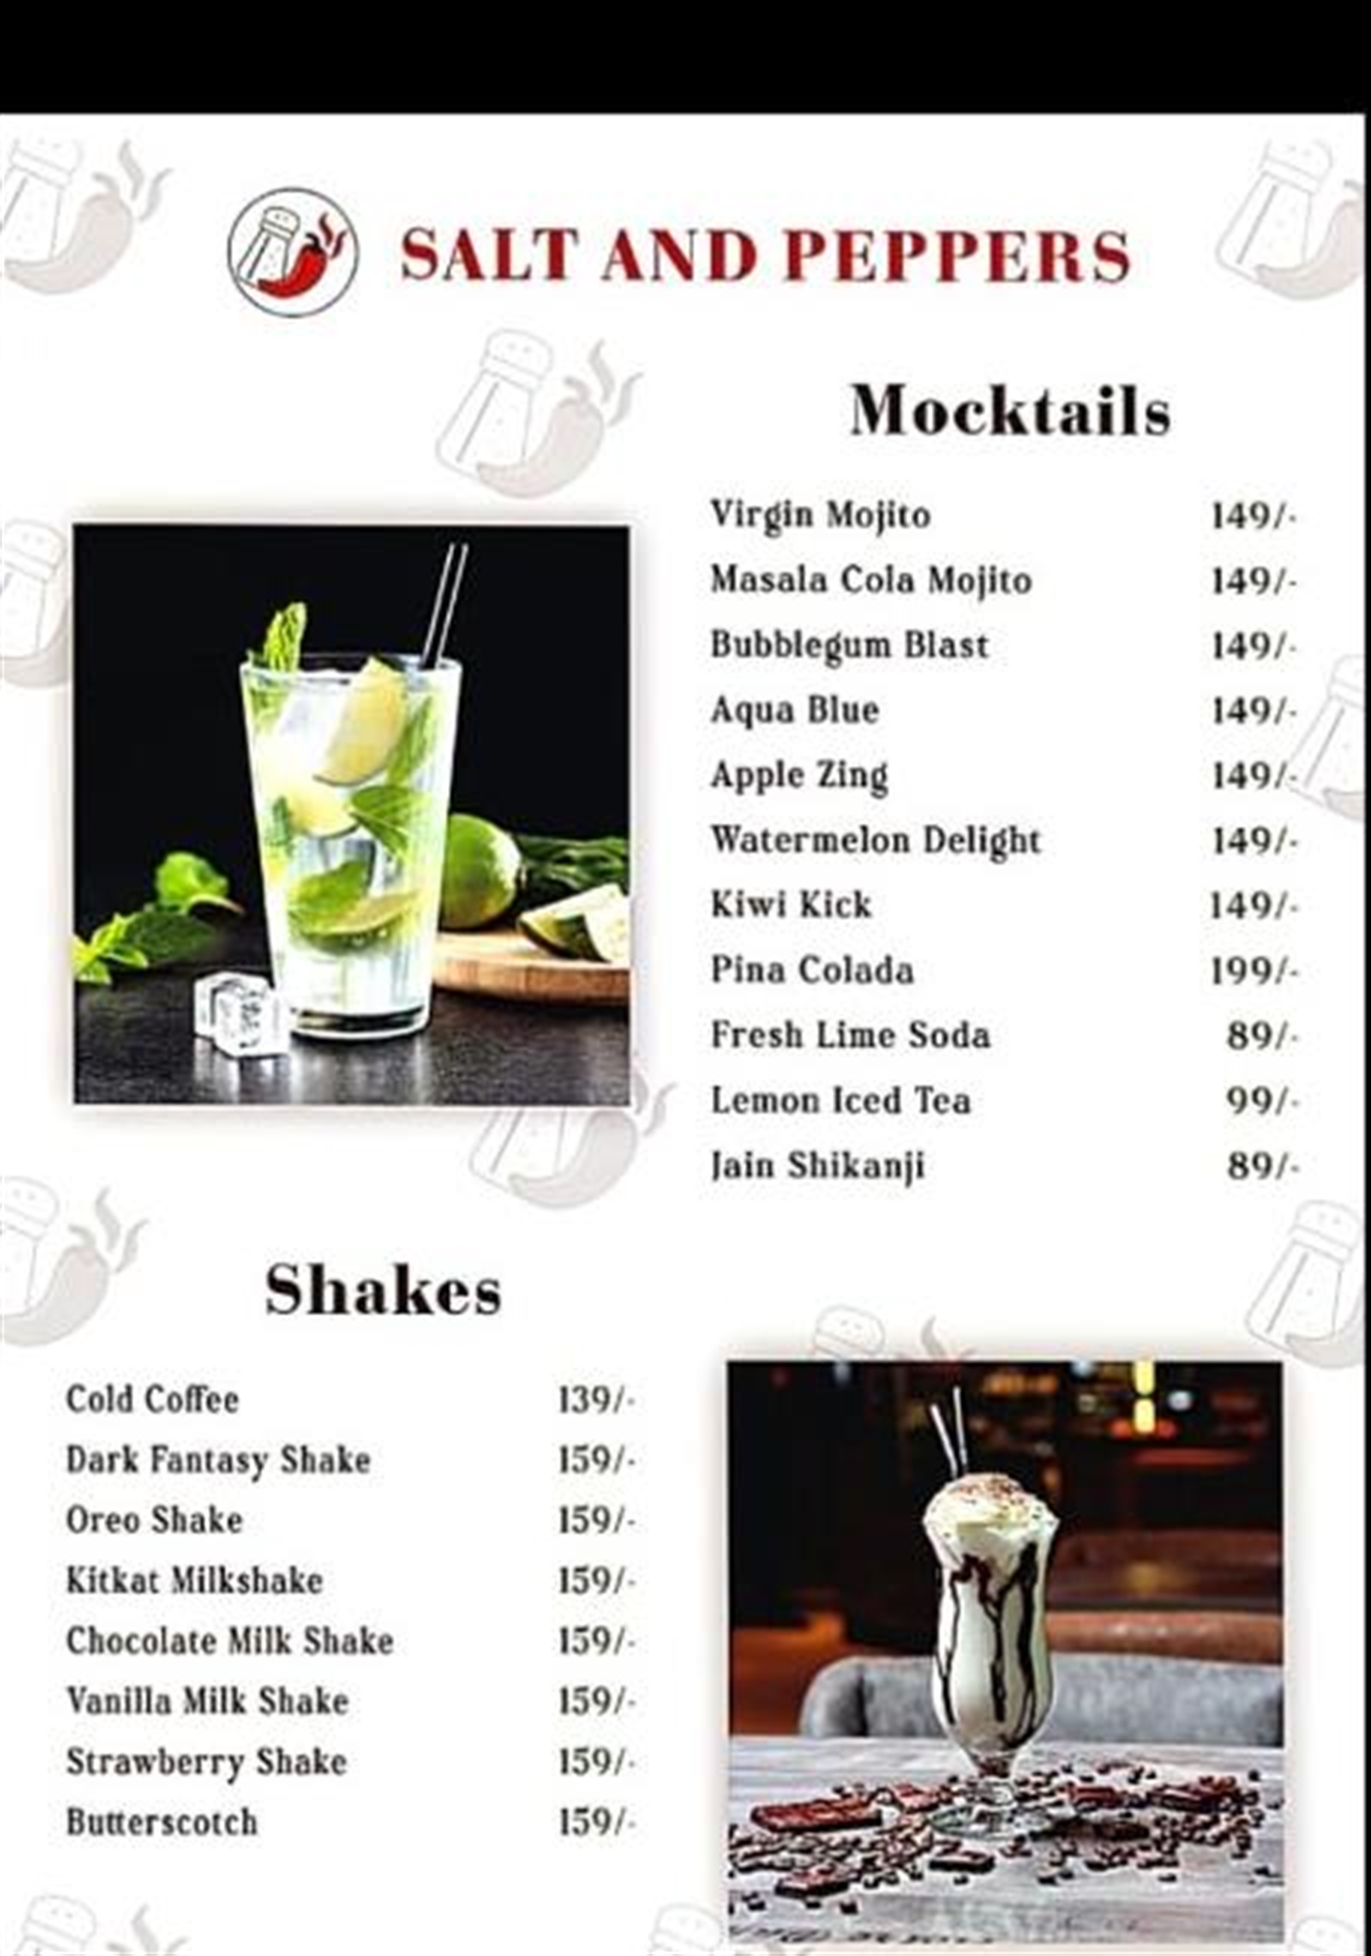 SALT AND PEPPERS
Mocktails
Virgin Mojito 149/-
Masala Cola Mojito 149/-
Bubblegum Blast 149/-
Aqua Blue 149/-
Apple Zing 149/-
Watermelon Delight 149/-
Kiwi Kick 149/-
Pina Colada 199/-
Fresh Lime Soda 89/-
Lemon Iced Tea 99/-
Jain Shikanji 89/-
Shakes
Cold Coffee 139/-
Dark Fantasy Shake 159/-
Oreo Shake 159/-
Kitkat Milkshake 159/-
Chocolate Milk Shake 159/-
Vanilla Milk Shake 159/-
Strawberry Shake 159/-
Butterscotch 159/-